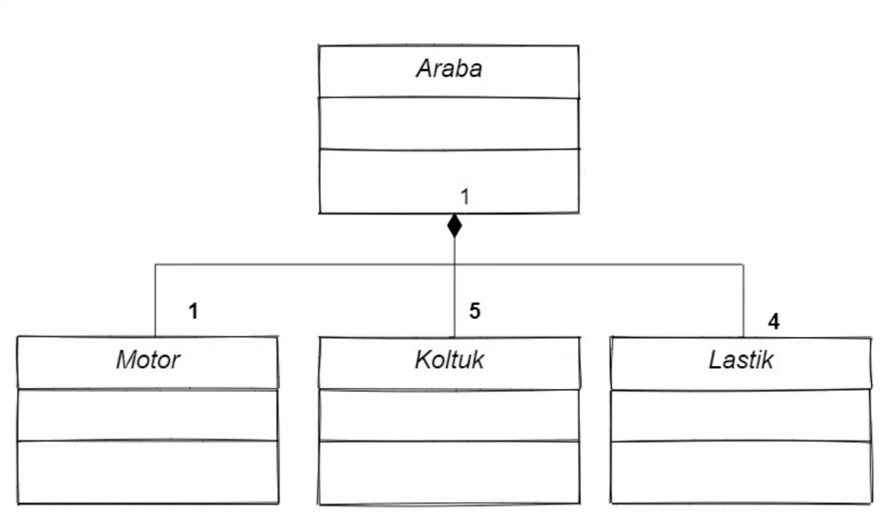 Araba
1
1
5
4
Motor
Koltuk
Lastik